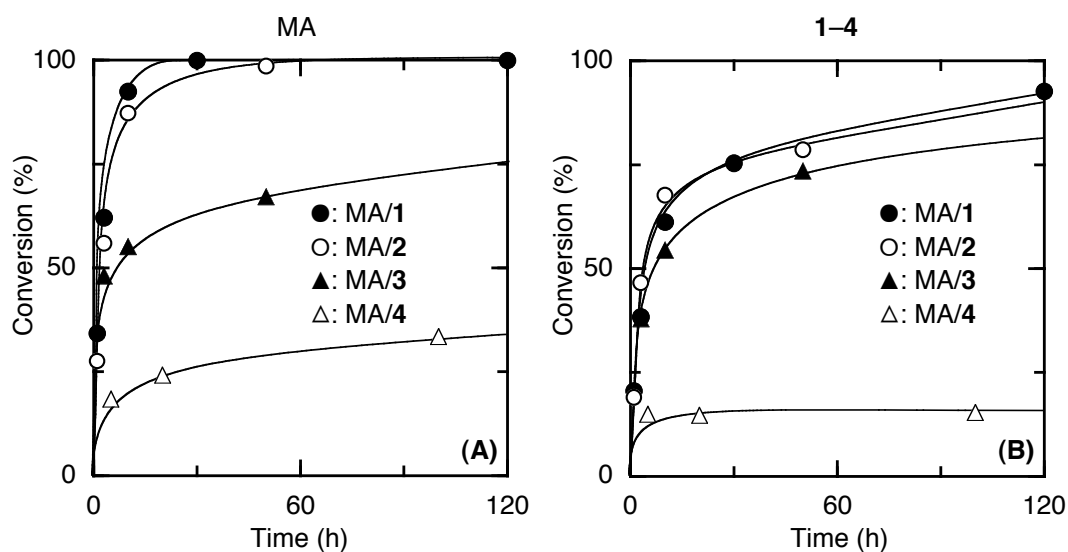 MA
Conversion (%)
100
50
0
●: MA/1
○: MA/2
▲: MA/3
△: MA/4
(A)
0
60
120
Time (h)
1–4
Conversion (%)
100
50
0
●: MA/1
○: MA/2
▲: MA/3
△: MA/4
(B)
0
60
120
Time (h)